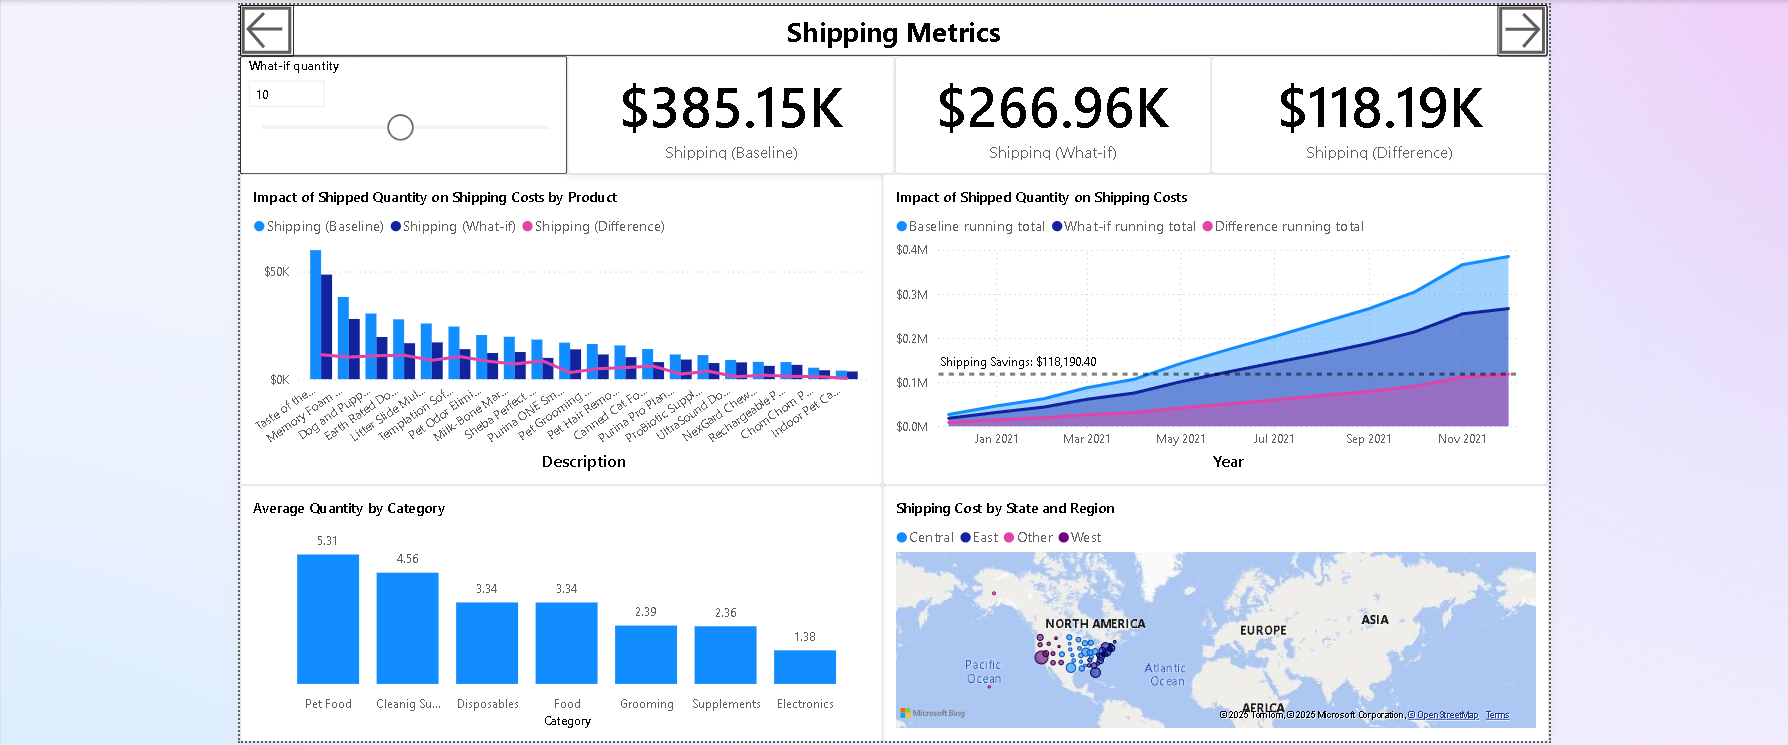 Shipping Metrics
What-if quantity
10
$385.15K
Shipping (Baseline)
$266.96K
Shipping (What-if)
$118.19K
Shipping (Difference)
Impact of Shipped Quantity on Shipping Costs by Product
Shipping (Baseline) Shipping (What-if) Shipping (Difference)
$50K
$0K
Taste of the...
Memory Foam ...
Dog and Pupp...
Earth Rated Do...
Litter Slide Mul...
Templation Sof...
Pet Odor Elimi...
Milk-Bone Mar...
Sheba Perfect ...
Purina ONE Sm...
Pet Grooming ...
Pet Hair Remo...
Canned Cat Fo...
Purina Pro Plan...
ProBiotic Suppl...
UltraSound Do...
NexGard Chew...
Rechargeable P...
Chom Chom P...
Indoor Pet Ca...
Description
Impact of Shipped Quantity on Shipping Costs
Baseline running total What-if running total Difference running total
$0.4M
$0.3M
$0.2M
Shipping Savings: $118,190.40
$0.1M
$0.0M
Jan 2021 Mar 2021 May 2021 Jul 2021 Sep 2021 Nov 2021
Year
Average Quantity by Category
5.31
4.56
3.34
3.34
2.39
2.36
1.38
Pet Food Cleanig Su... Disposables Food Grooming Supplements Electronics
Category
Shipping Cost by State and Region
Central East Other West
NORTH AMERICA
EUROPE
ASIA
Pacific
Ocean
Atlantic
Ocean
AFRICA
Microsoft Bing
© 2025 TomTom, © 2025 Microsoft Corporation, © OpenStreetMap Terms